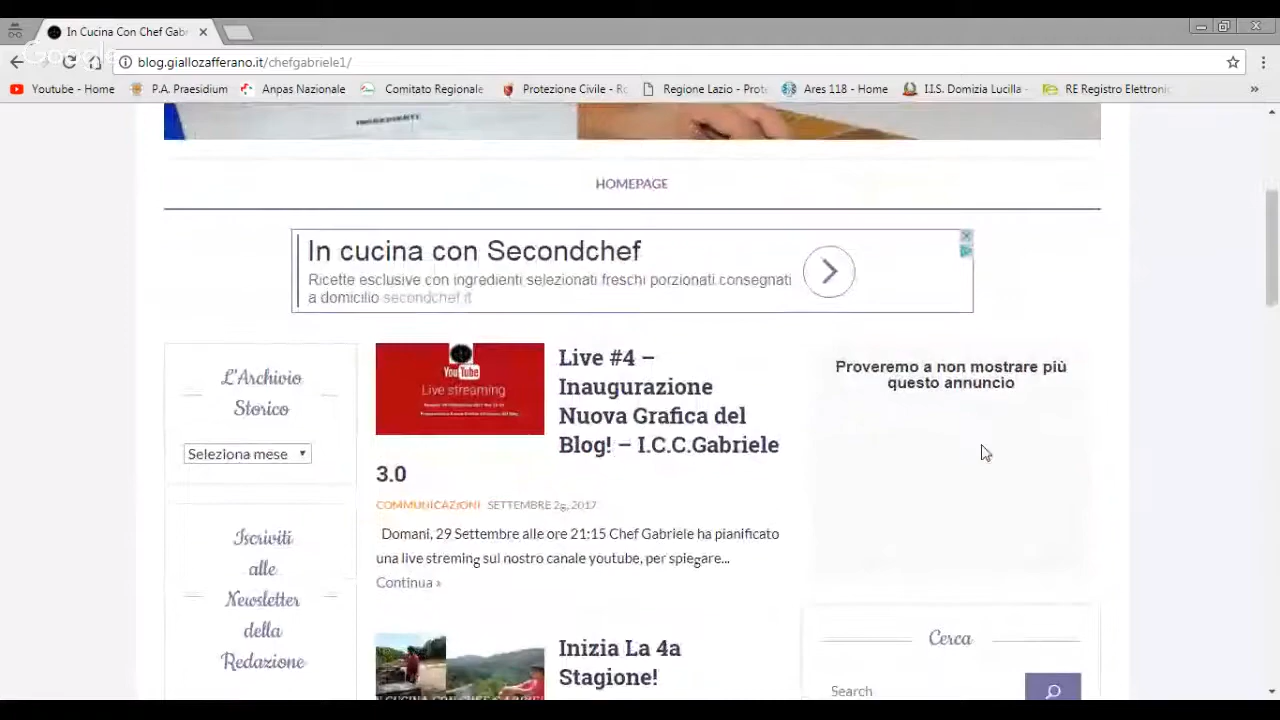 In Cucina Con Chef Gabr
Google
blog.giallozafferano.it/chefgabriele1/
Youtube - Home
P.A. Praesidium
Anpas Nazionale
Comitato Regionale
Protezione Civile - Ro
Regione Lazio - Prot
Ares 118 - Home
I.I.S. Domizia Lucilla -
RE Registro Elettroni
»
HOMEPAGE
In cucina con Secondchef
Ricette esclusive con ingredienti selezionati freschi porzionati consegnati
a domicilio secondchef.it
L'Archivio
Storico
Seleziona mese
Iscriviti
alle
Newsletter
della
Redazione
YouTube
Live streaming
Live #4 –
Inaugurazione
Nuova Grafica del
Blog! – I.C.C.Gabriele
3.0
COMMUNICAZIONI SETTEMBRE 28, 2017
Domani, 29 Settembre alle ore 21:15 Chef Gabriele ha pianificato
una live streming sul nostro canale youtube, per spiegare...
Continua »
Inizia La 4a
Stagione!
Proveremo a non mostrare più
questo annuncio
Cerca
Search